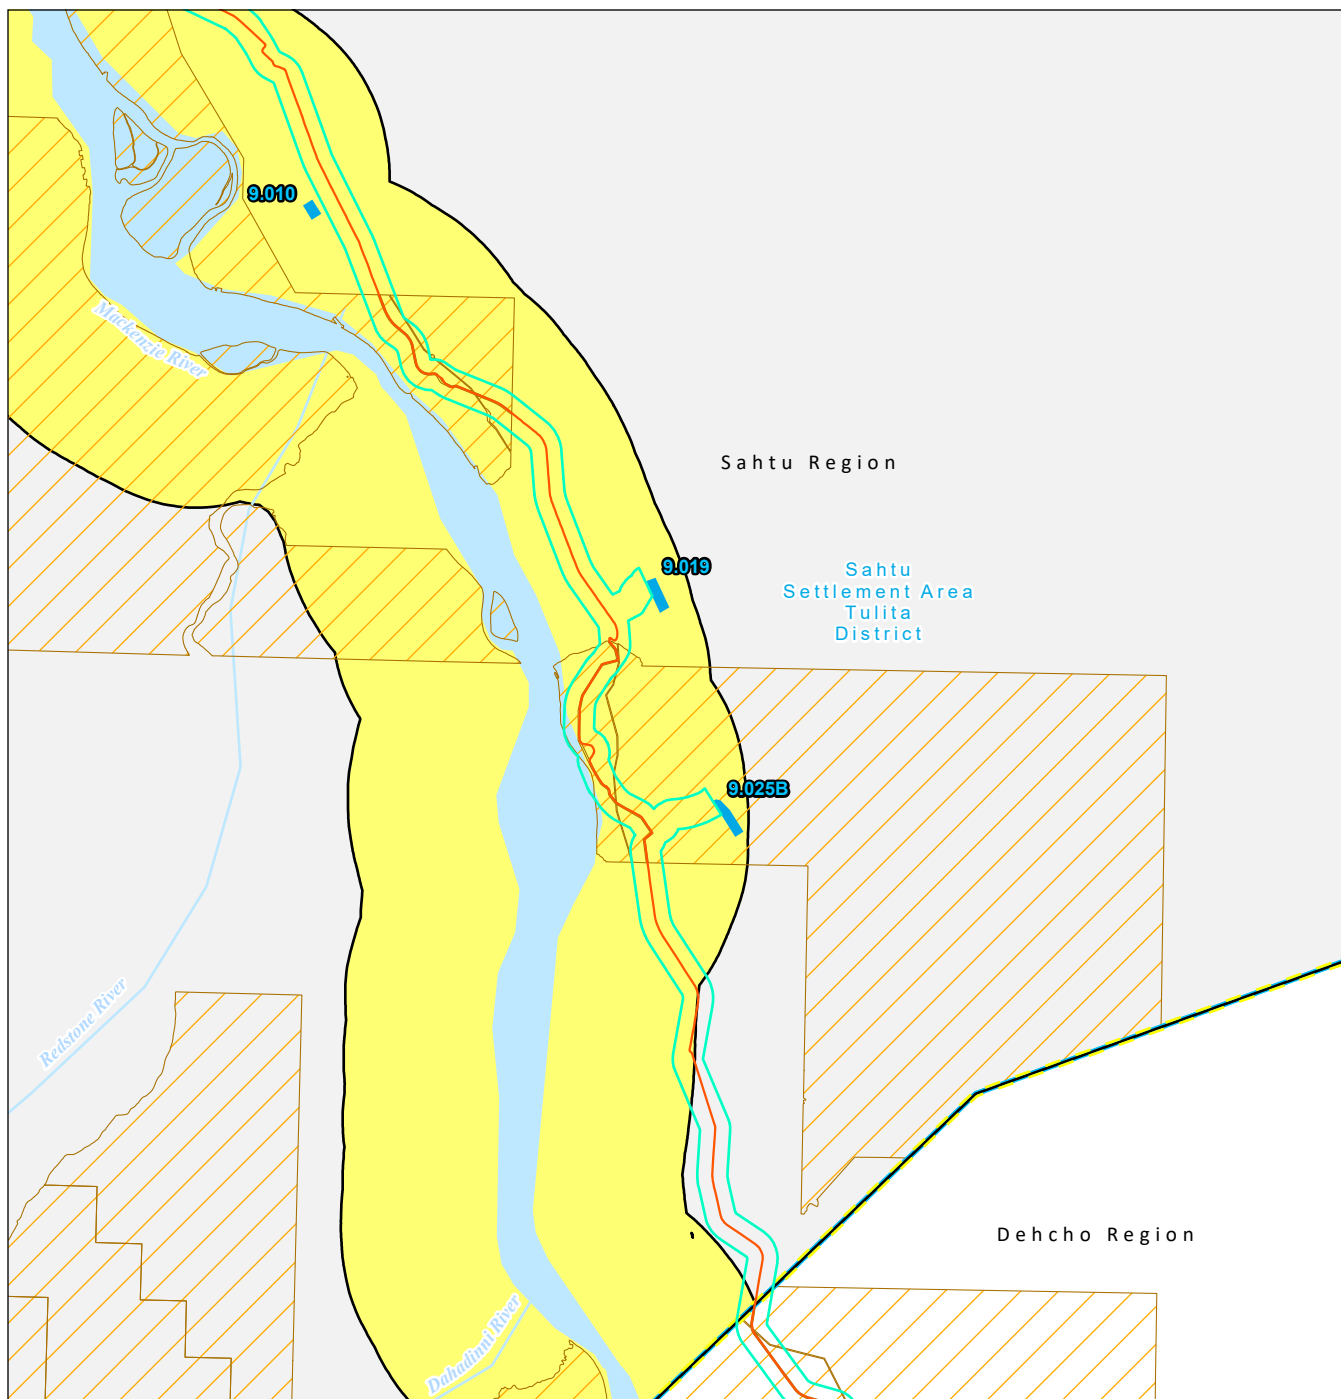 9.010
Mackenzie River
Sahtu Region
9.019
Sahtu
Settlement Area
Tulita
District
9.025B
Redstone River
Dehcho Region
Dahadinni River